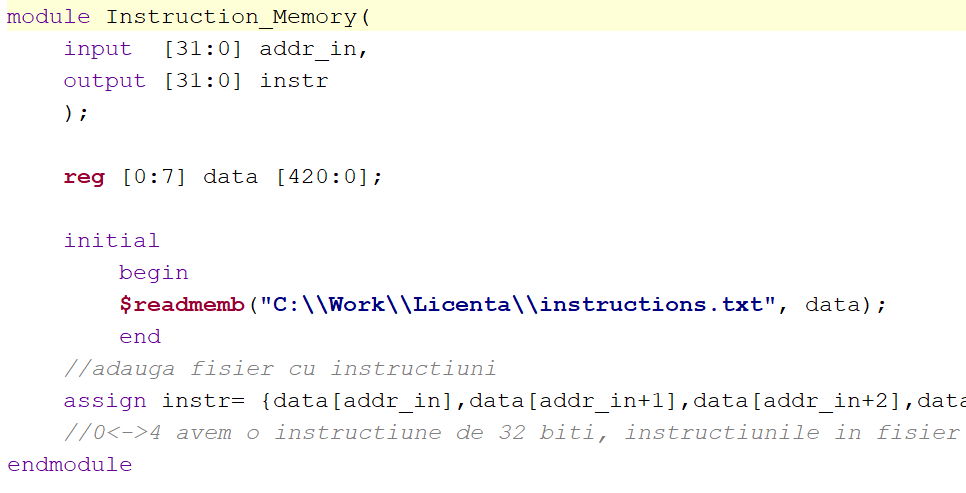 module Instruction_Memory(
    input  [31:0] addr_in,
    output [31:0] instr
    );
    reg [0:7] data [420:0];
    initial
        begin
        $readmemb("C:\\Work\\Licenta\\instructions.txt", data);
        end
    //adauga fisier cu instructiuni
    assign instr= {data[addr_in],data[addr_in+1],data[addr_in+2],data
    //0<->4 avem o instructiune de 32 biti, instructiunile in fisier
endmodule